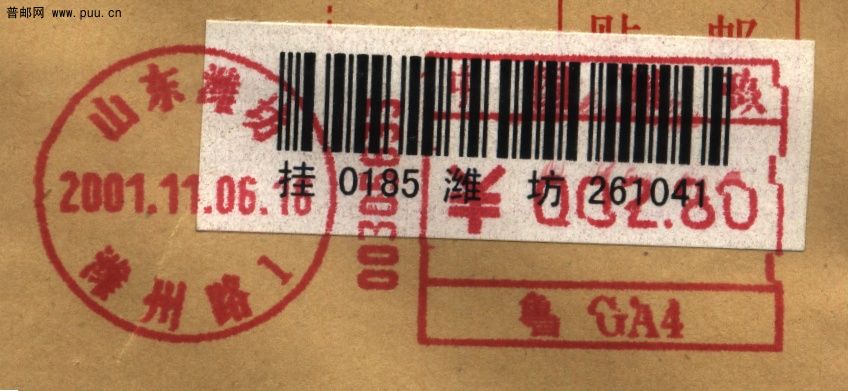 普邮网 www.puu.cn
贴 邮
山东潍坊
2001.11.06.16
潍州路1
挂 0185 潍 坊 261041
002.80
鲁 GA4